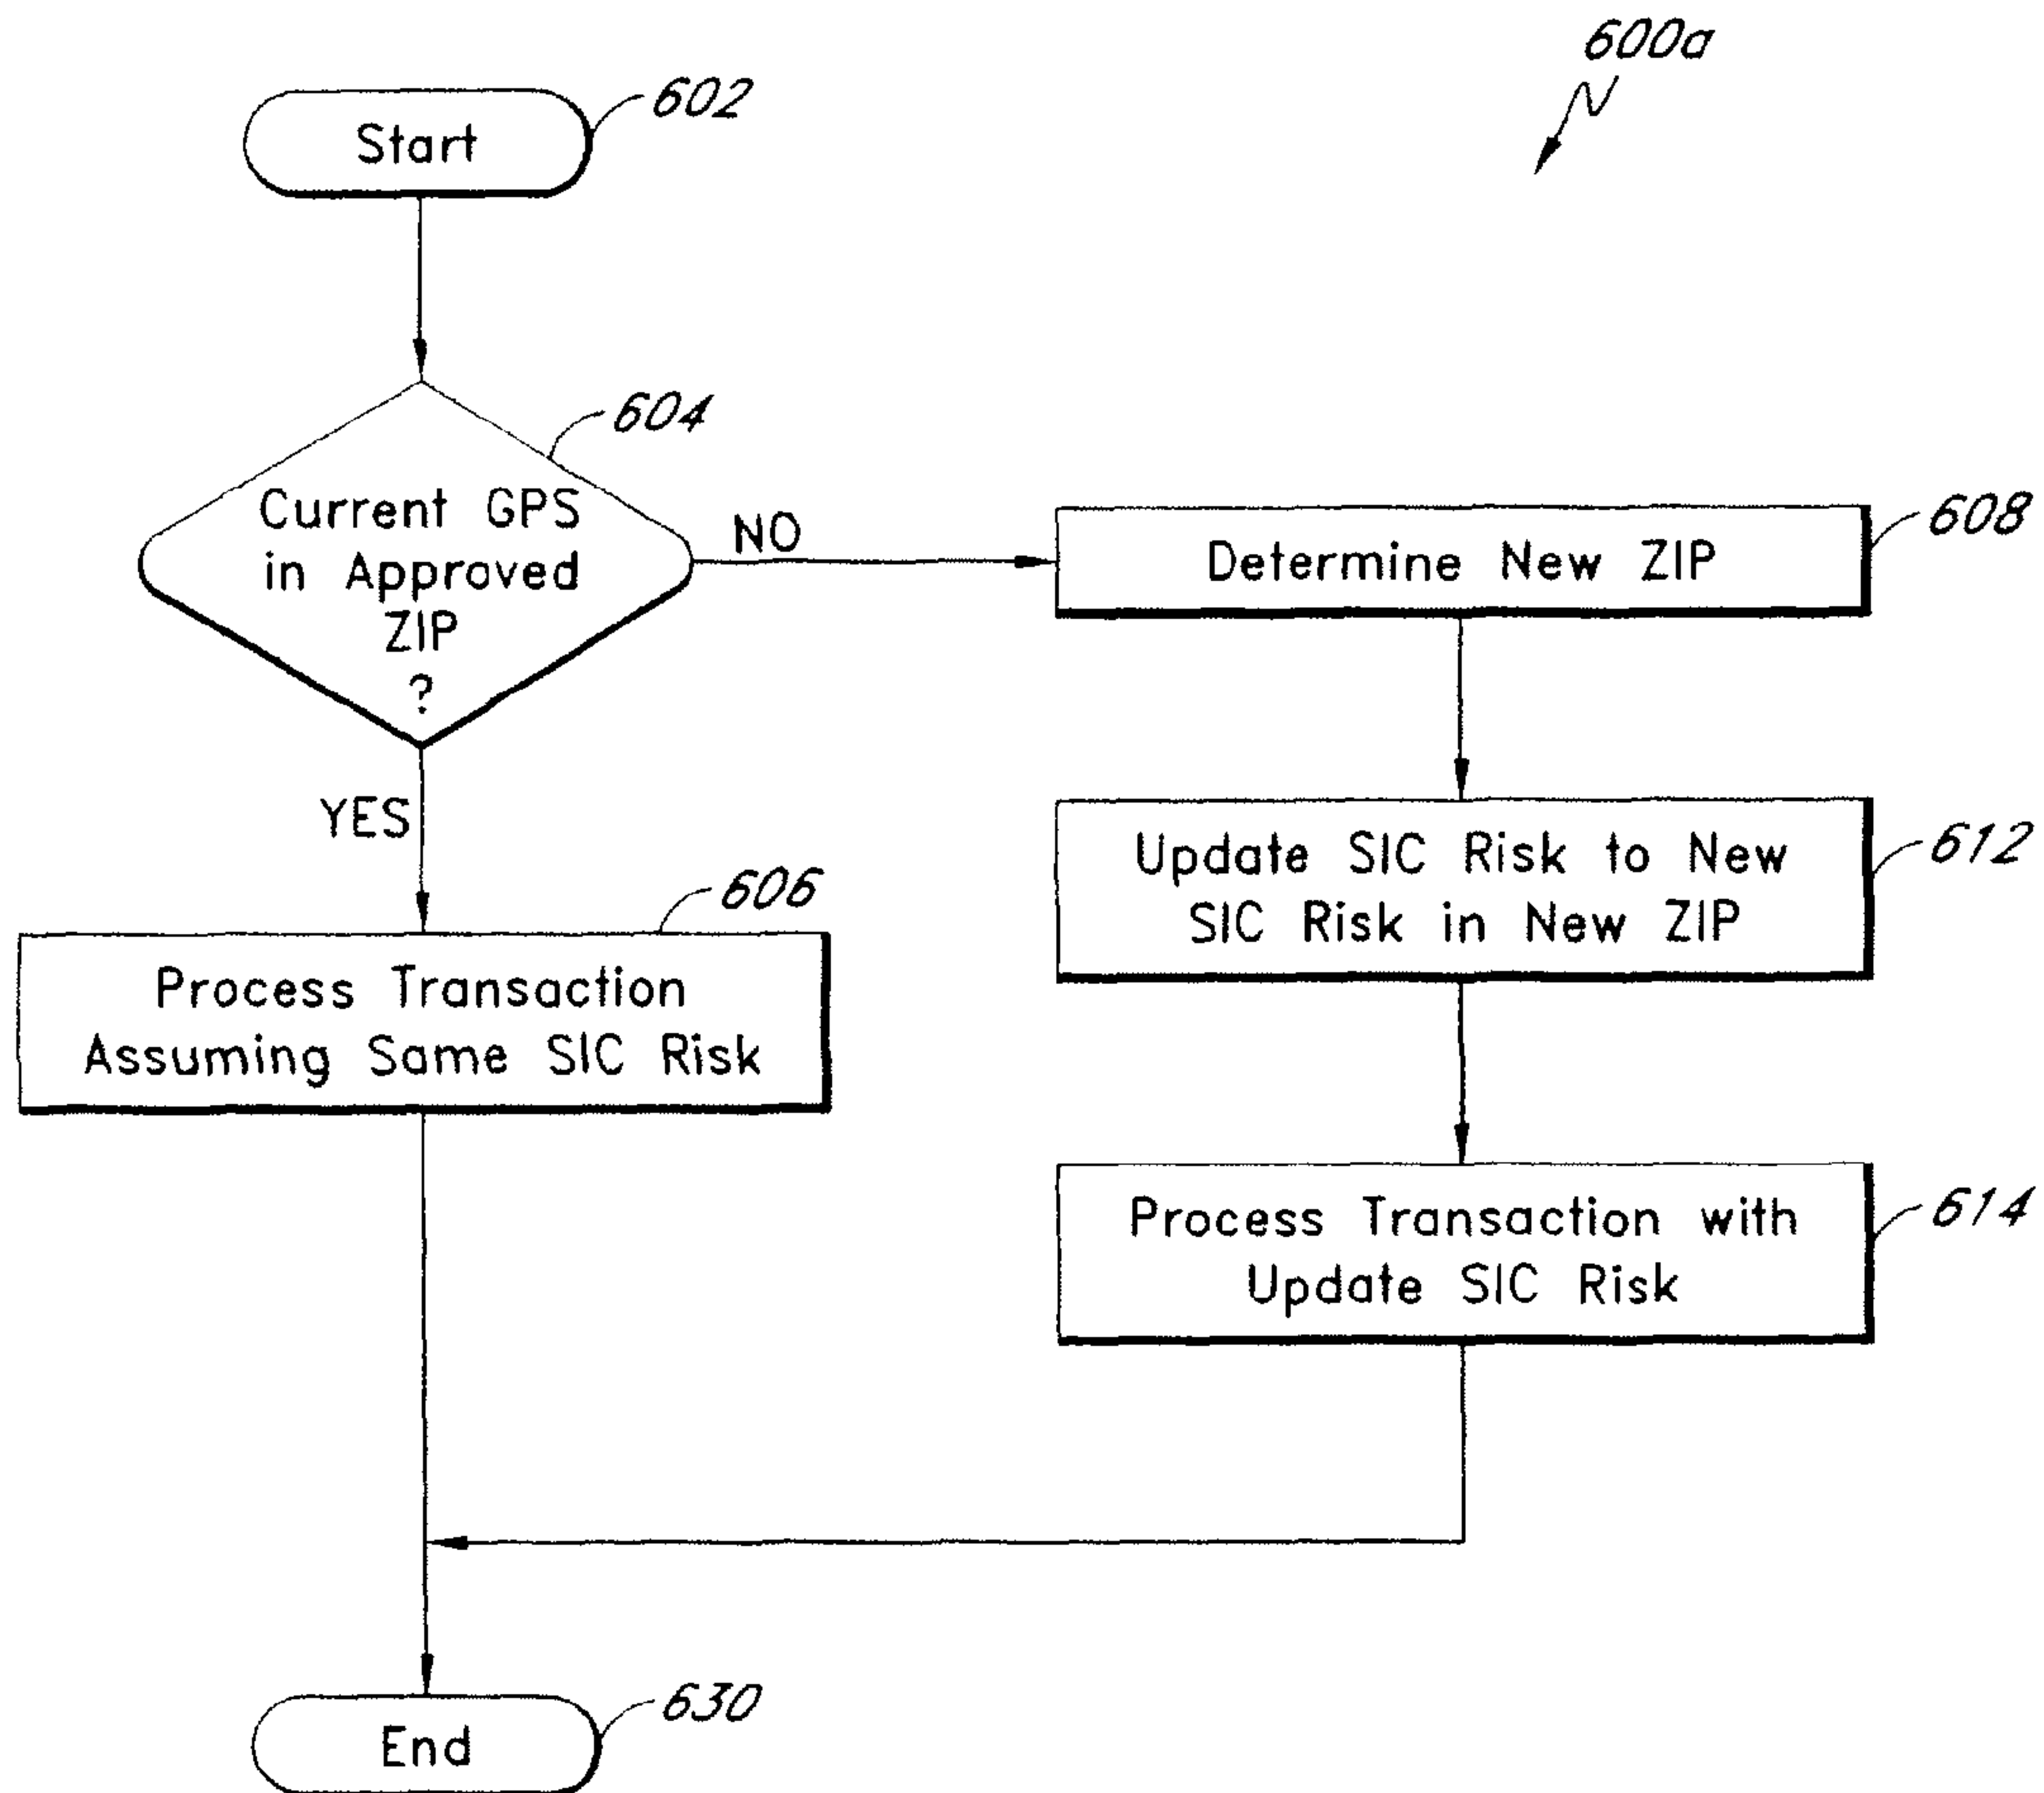 600a
Start
602
604
Current GPS
in Approved
ZIP
?
NO
YES
Determine New ZIP
608
Update SIC Risk to New
SIC Risk in New ZIP
612
606
Process Transaction
Assuming Same SIC Risk
Process Transaction with
Update SIC Risk
614
End
630